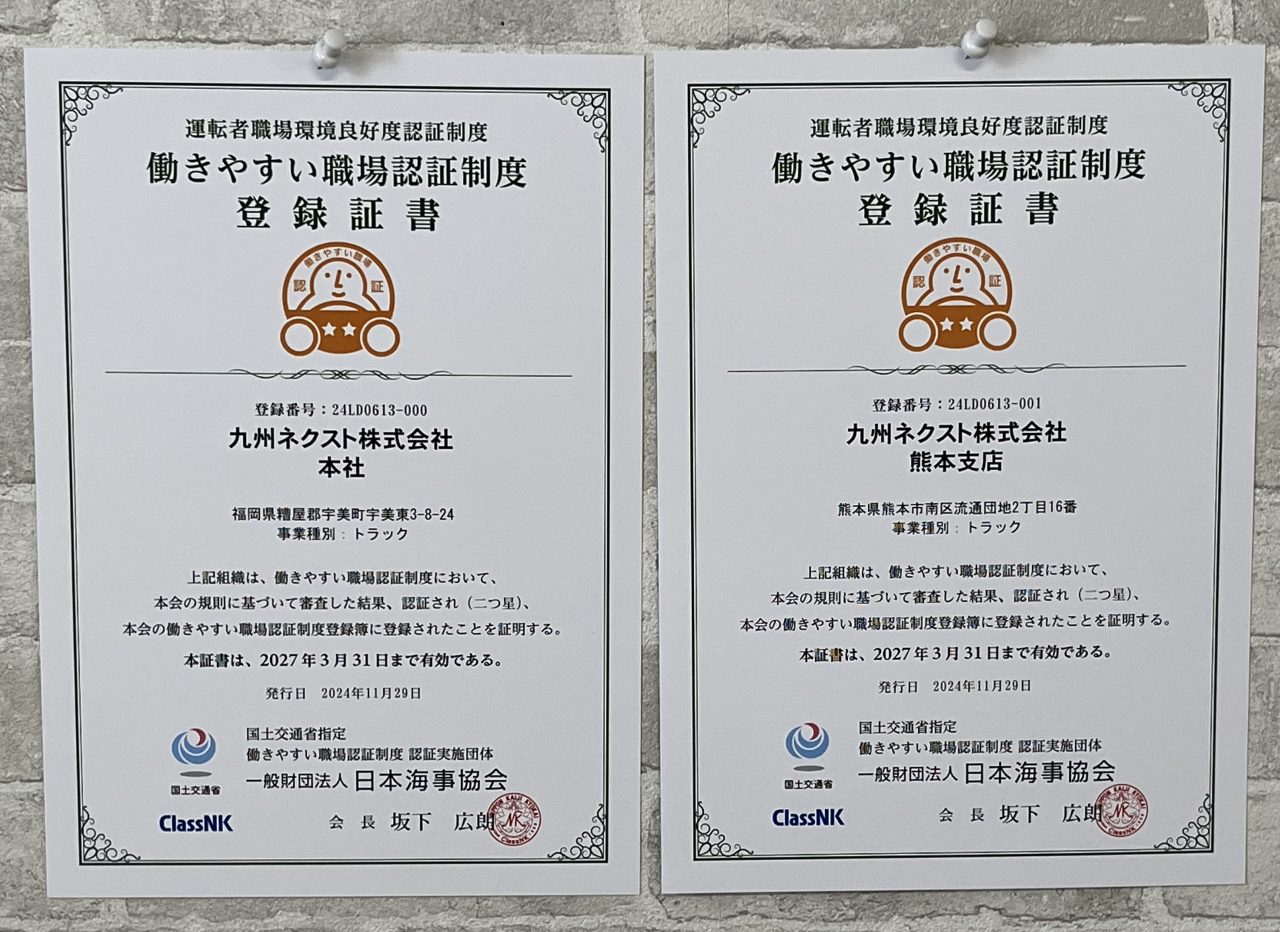 運転者職場環境良好度認証制度
働きやすい職場認証制度
登録証書
働きやすい職場
認 証
登録番号：24LD0613-000
九州ネクスト株式会社
本社
福岡県糟屋郡宇美町宇美東3-8-24
事業種別：トラック
上記組織は、働きやすい職場認証制度において、
本会の規則に基づいて審査した結果、認証され（二つ星）、
本会の働きやすい職場認証制度登録簿に登録されたことを証明する。
本証書は、2027年3月31日まで有効である。
発行日 2024年11月29日
国土交通省
国土交通省指定
働きやすい職場認証制度 認証実施団体
一般財団法人 日本海事協会
ClassNK
会長 坂下 広朗
NIPPON KAIJI KYOKAI
NK
ClassNK
運転者職場環境良好度認証制度
働きやすい職場認証制度
登録証書
働きやすい職場
認 証
登録番号：24LD0613-001
九州ネクスト株式会社
熊本支店
熊本県熊本市南区流通団地2丁目16番
事業種別：トラック
上記組織は、働きやすい職場認証制度において、
本会の規則に基づいて審査した結果、認証され（二つ星）、
本会の働きやすい職場認証制度登録簿に登録されたことを証明する。
本証書は、2027年3月31日まで有効である。
発行日 2024年11月29日
国土交通省
国土交通省指定
働きやすい職場認証制度 認証実施団体
一般財団法人 日本海事協会
ClassNK
会長 坂下 広朗
NIPPON KAIJI KYOKAI
NK
ClassNK